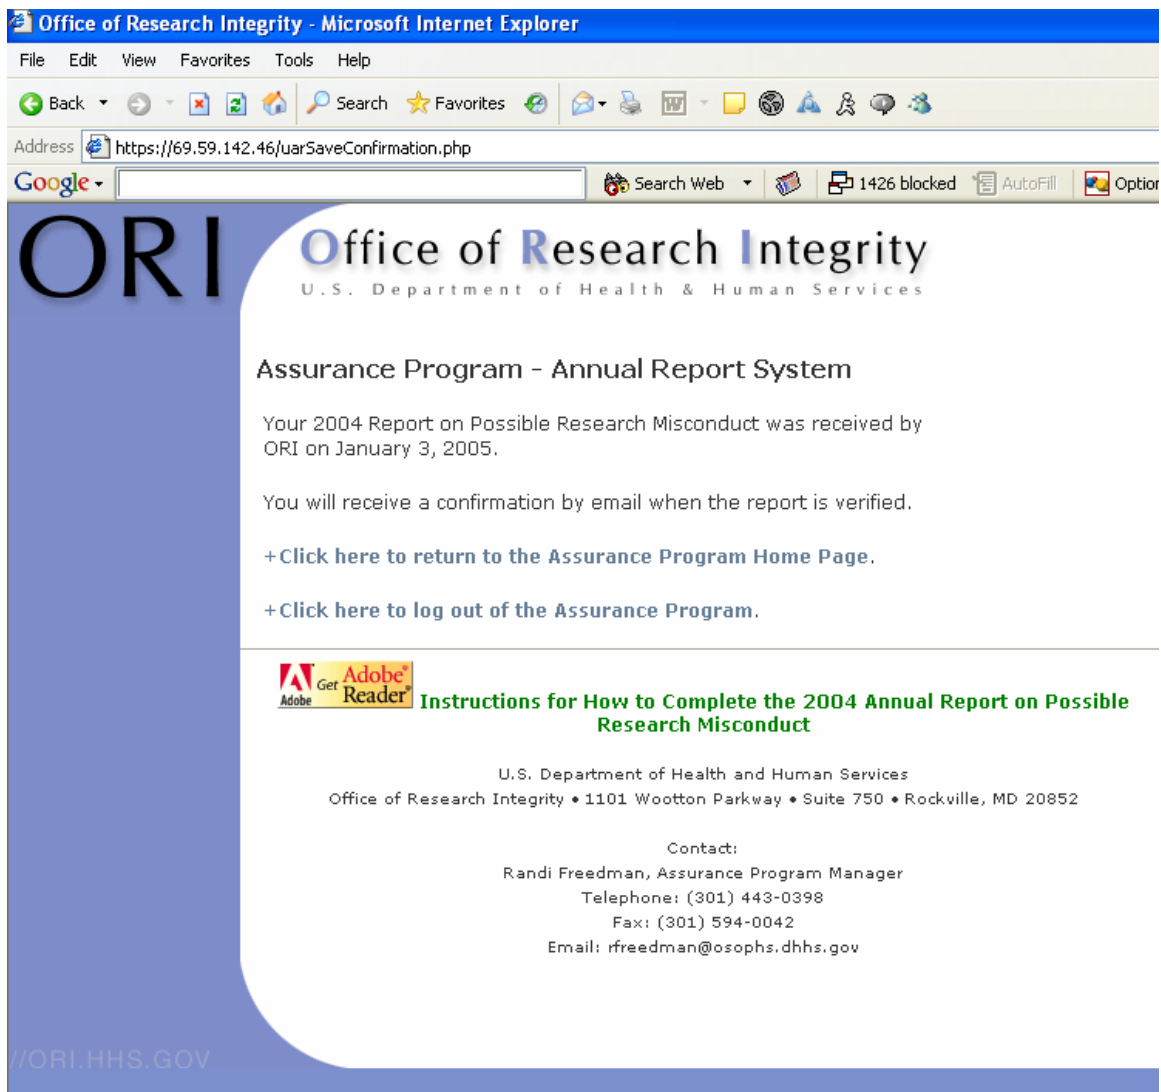 Office of Research Integrity - Microsoft Internet Explorer
File Edit View Favorites Tools Help
Back Search Favorites
Address https://69.59.142.46/uarSaveConfirmation.php
Google Search Web 1426 blocked AutoFill Option
ORI Office of Research Integrity
U.S. Department of Health & Human Services
Assurance Program - Annual Report System
Your 2004 Report on Possible Research Misconduct was received by
ORI on January 3, 2005.
You will receive a confirmation by email when the report is verified.
+Click here to return to the Assurance Program Home Page.
+Click here to log out of the Assurance Program.
Adobe Get Adobe® Reader® Instructions for How to Complete the 2004 Annual Report on Possible
Research Misconduct
U.S. Department of Health and Human Services
Office of Research Integrity • 1101 Wootton Parkway • Suite 750 • Rockville, MD 20852
Contact:
Randi Freedman, Assurance Program Manager
Telephone: (301) 443-0398
Fax: (301) 594-0042
Email: rfreedman@osophs.dhhs.gov
//ORI.HHS.GOV